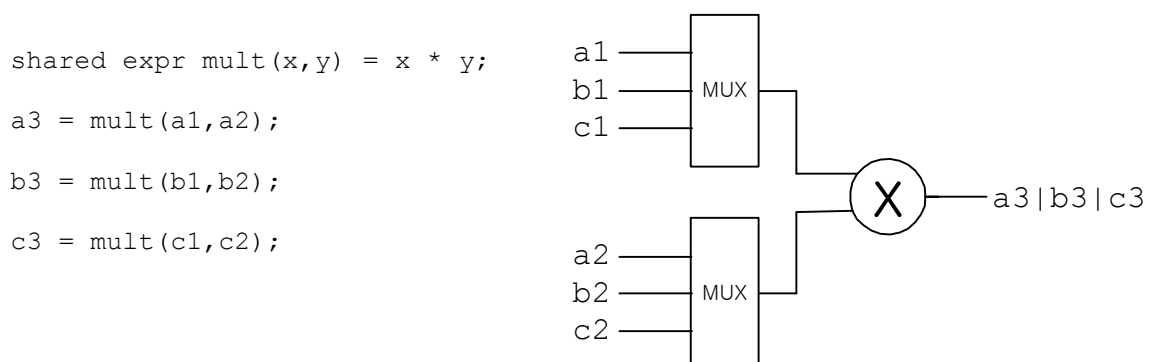 shared expr mult(x,y) = x * y;
a3 = mult(a1,a2);
b3 = mult(b1,b2);
c3 = mult(c1,c2);
a1
b1
c1
MUX
a2
b2
c2
MUX
X
a3|b3|c3